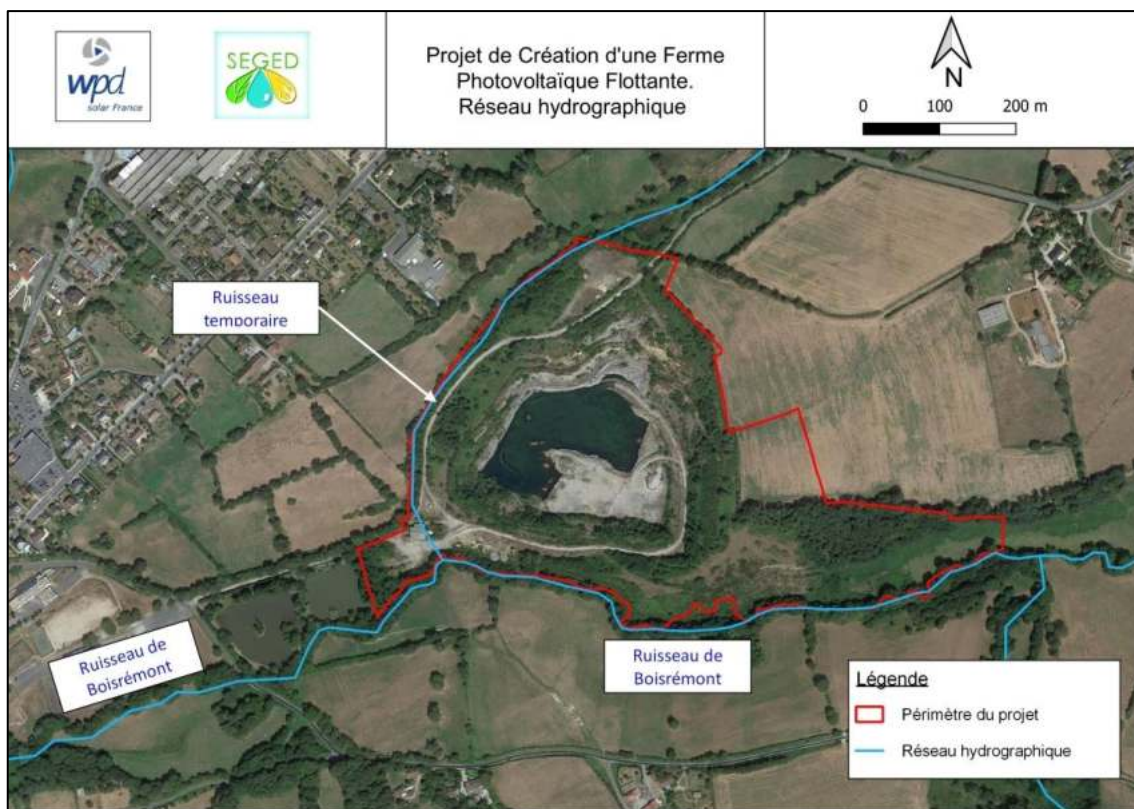 wpd
solar France
SEGED
Projet de Création d'une Ferme
Photovoltaïque Flottante.
Réseau hydrographique
N
0 100 200 m
Ruisseau
temporaire
Ruisseau de
Boisrémont
Ruisseau de
Boisrémont
Légende
Périmètre du projet
Réseau hydrographique